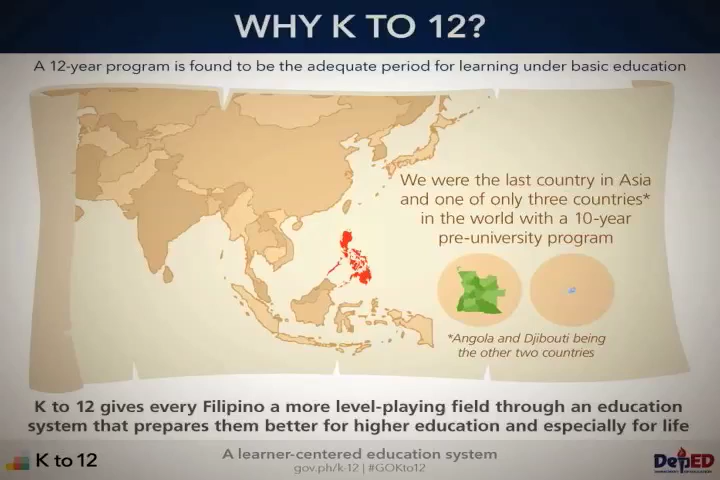 WHY K TO 12?
A 12-year program is found to be the adequate period for learning under basic education
We were the last country in Asia
and one of only three countries*
in the world with a 10-year
pre-university program
*Angola and Djibouti being
the other two countries
K to 12 gives every Filipino a more level-playing field through an education
system that prepares them better for higher education and especially for life
K to 12
A learner-centered education system
gov.ph/k-12 | #GOKto12
DepED
DEPARTMENT OF EDUCATION